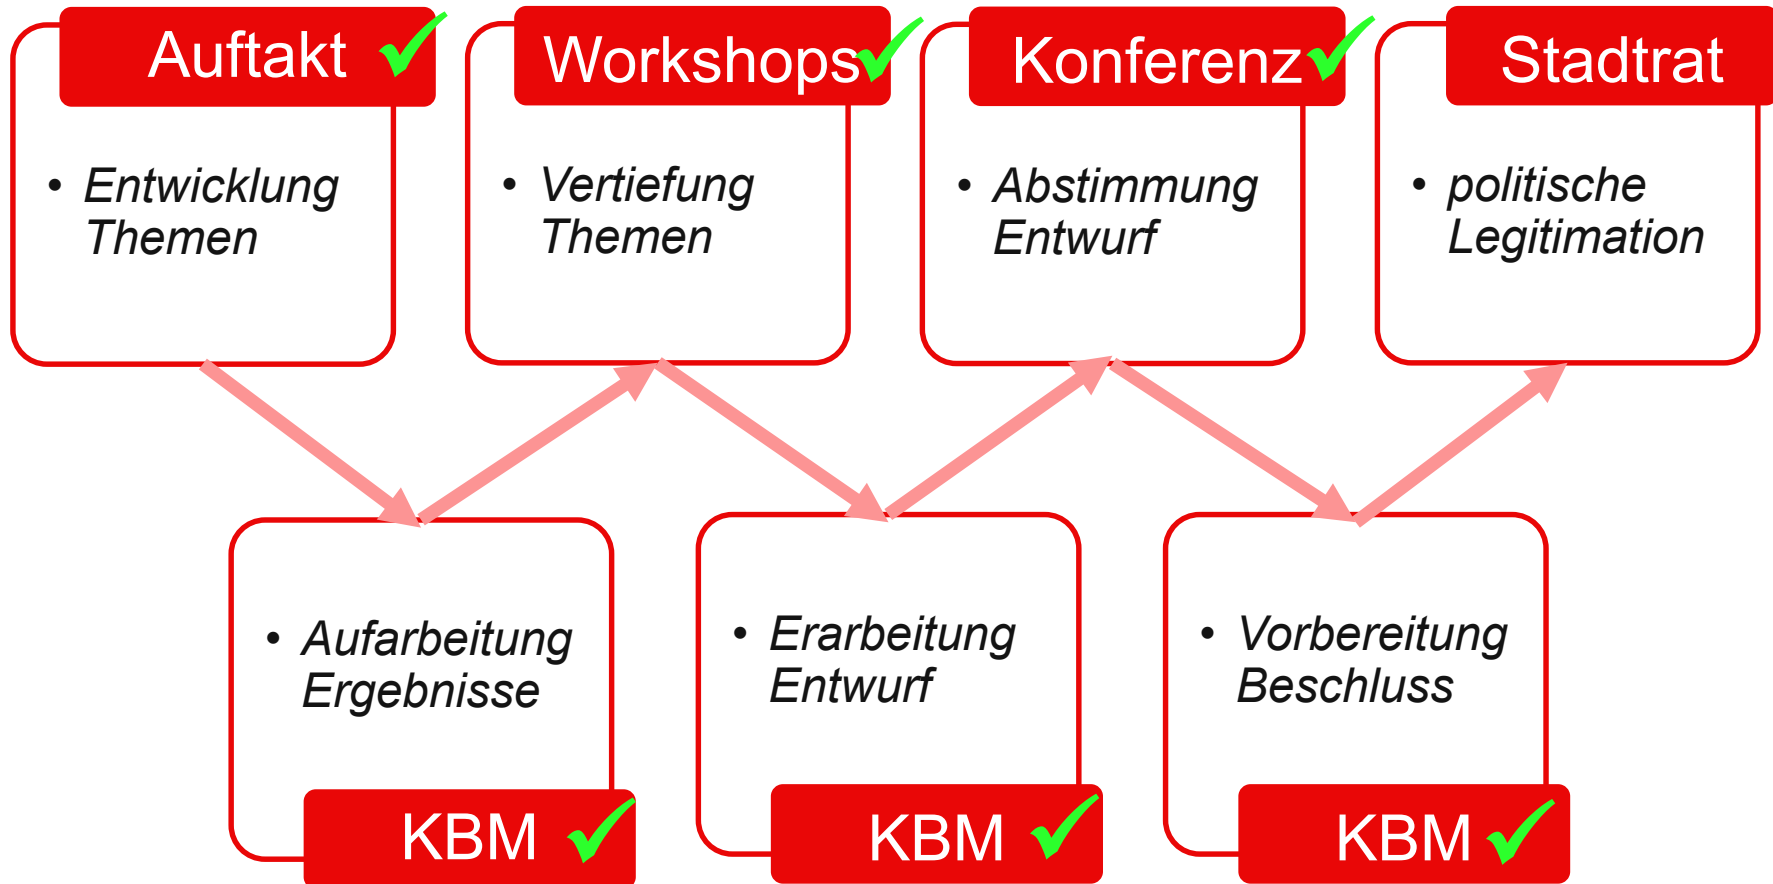 Auftakt
• Entwicklung
Themen
Workshops
• Vertiefung
Themen
Konferenz
• Abstimmung
Entwurf
Stadtrat
• politische
Legitimation
• Aufarbeitung
Ergebnisse
KBM
• Erarbeitung
Entwurf
KBM
• Vorbereitung
Beschluss
KBM